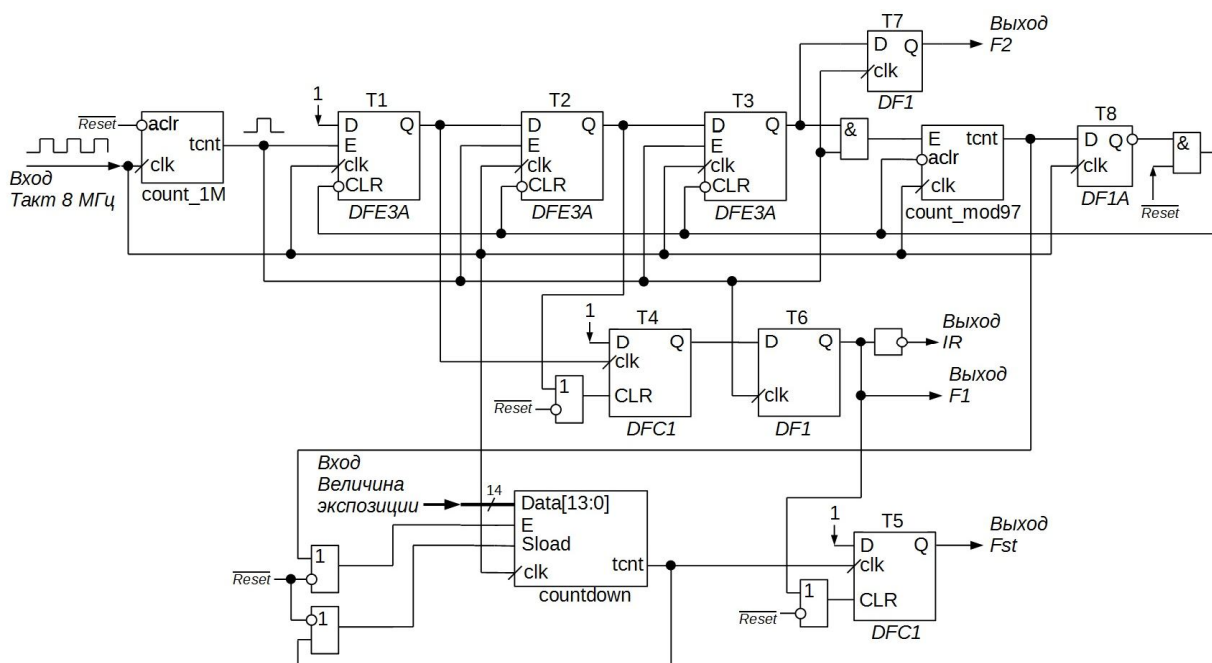 T7
Выход
F2
D Q
clk
DF1
1
T1
T2
T3
T8
Reset
aclr
tcnt
clk
count_1M
Вход
Такт 8 МГц
D Q
E
clk
CLR
DFE3A
D Q
E
clk
CLR
DFE3A
D Q
E
clk
CLR
DFE3A
&
E tcnt
aclr
clk
count_mod97
D Q
clk
DF1A
&
Reset
1
T4
T6
D Q
clk
CLR
DFC1
1
Reset
D Q
clk
DF1
Выход
IR
Выход
F1
Вход
Величина
экспозиции
14
Data[13:0]
E
Sload
tcnt
clk
countdown
1
Reset
1
1
T5
D Q
clk
CLR
DFC1
1
Reset
Выход
Fst